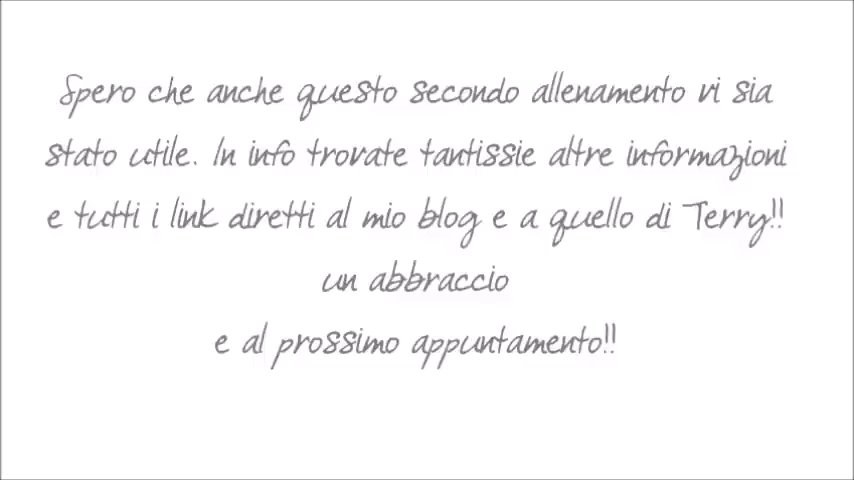 Spero che anche questo secondo allenamento vi sia
stato utile. In info trovate tantissie altre informazioni
e tutti i link diretti al mio blog e a quello di Terry!!
un abbraccio
e al prossimo appuntamento!!